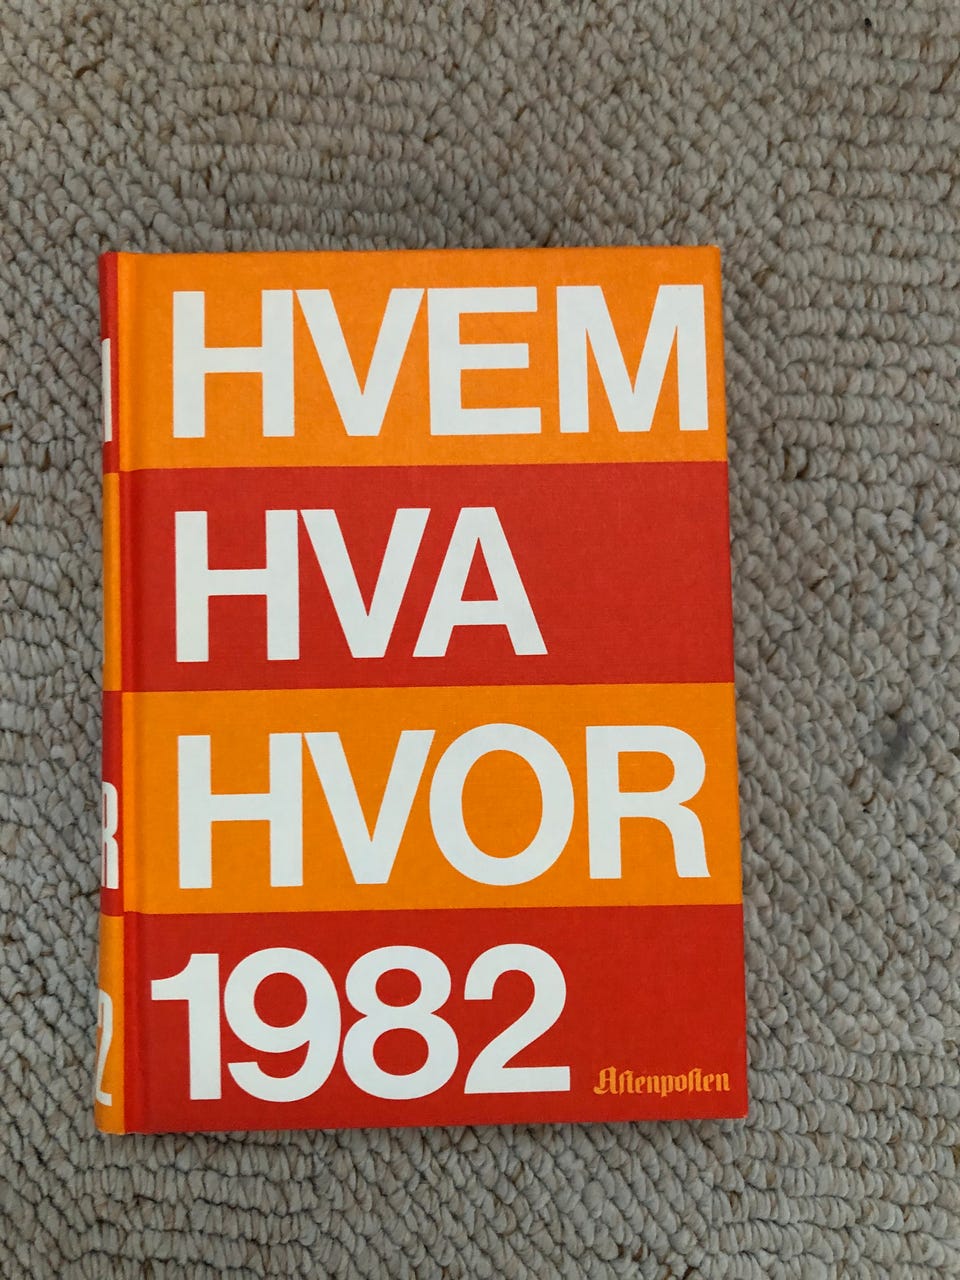 HVEM
HVA
HVOR
1982
Aftenposten